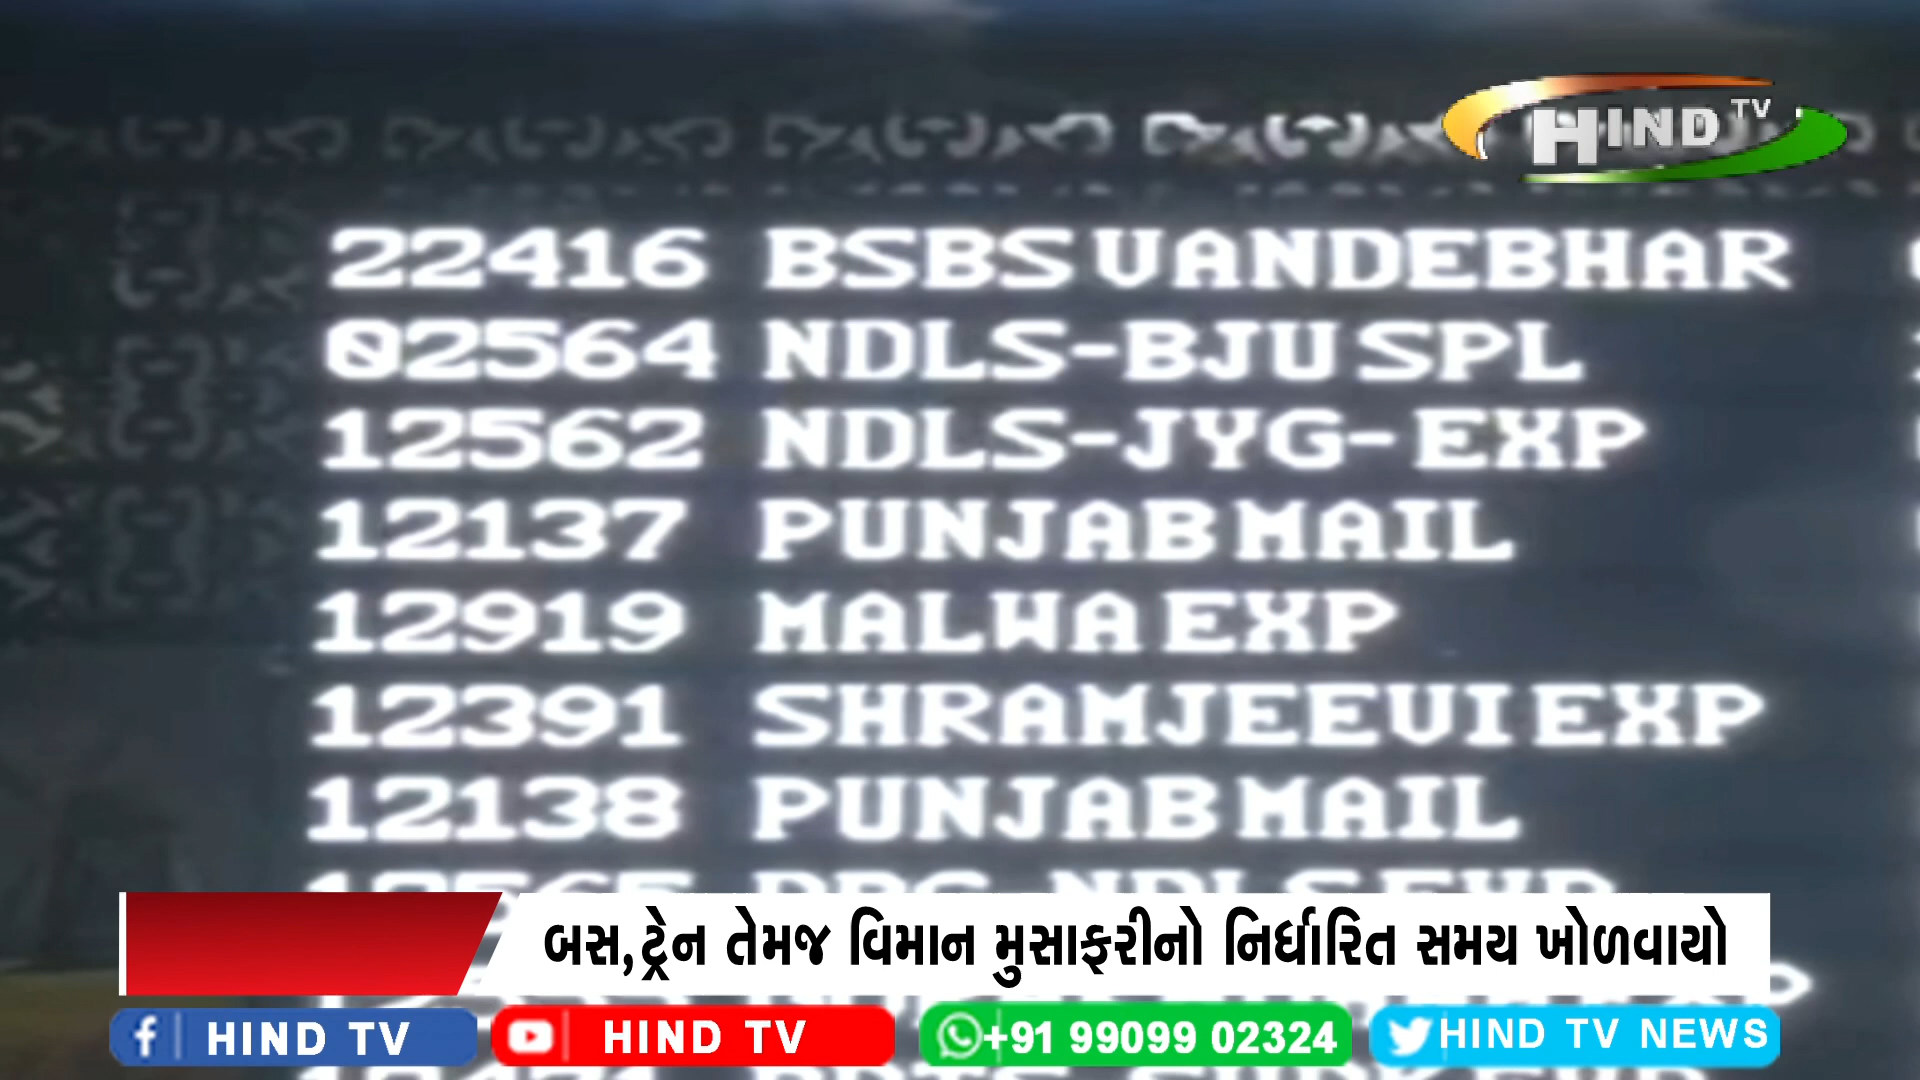 HIND TV
22416 BSBS VANDEBHAR
02564 NDLS-BJU SPL
12562 NDLS-JYG-EXP
12137 PUNJAB MAIL
12919 MALWA EXP
12391 SHRAMJEEVI EXP
12138 PUNJAB MAIL
બસ,ટ્રેન તેમજ વિમાન મુસાફરીનો નિર્ધારિત સમય ખોળવાયો
HIND TV
HIND TV
+91 99099 02324
HIND TV NEWS